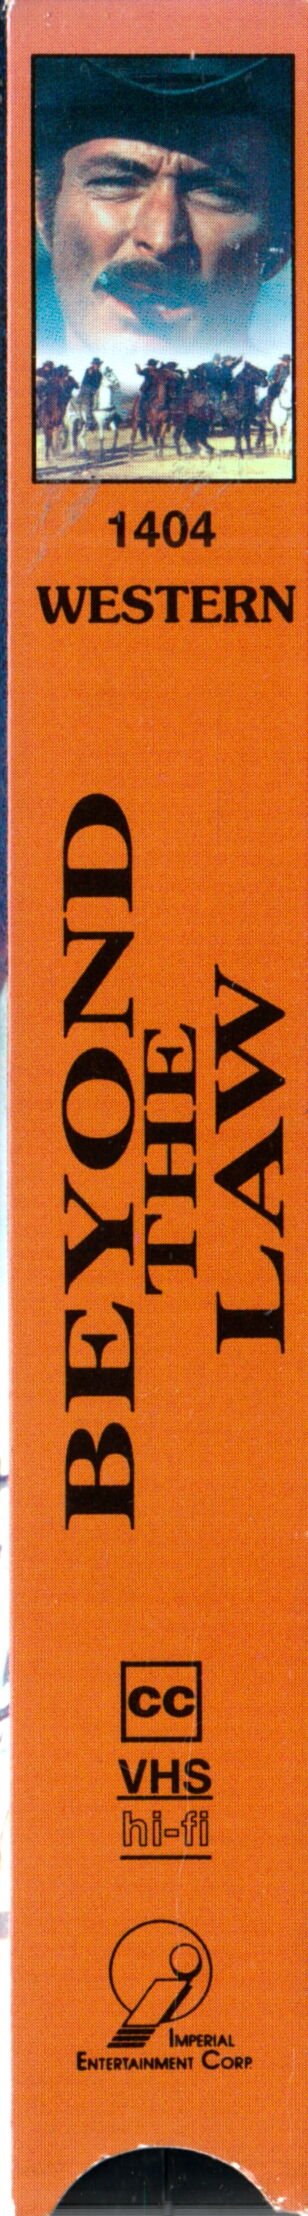 1404
WESTERN
BEYOND
THE
LAW
CC
VHS
hi-fi
IMPERIAL
ENTERTAINMENT CORP.